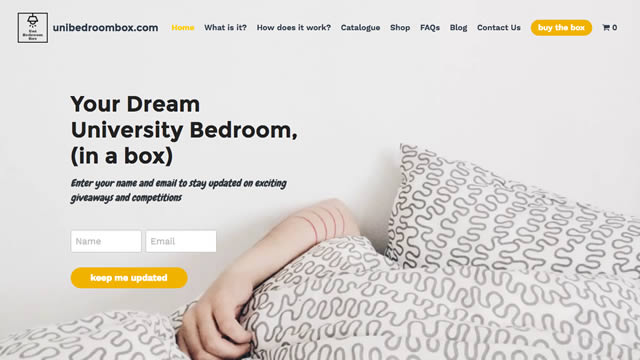 Uni
Bedroom
Box
unibedroombox.com
Home What is it? How does it work? Catalogue Shop FAQs Blog Contact Us buy the box 0
Your Dream
University Bedroom,
(in a box)
Enter your name and email to stay updated on exciting
giveaways and competitions
Name Email
keep me updated